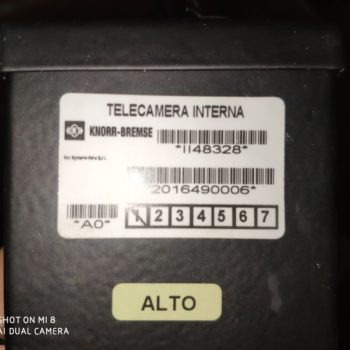 TELECAMERA INTERNA
KNORR-BREMSE
*II48328*
*2016490006*
*A0* 1 2 3 4 5 6 7
ALTO
SHOT ON MI 8
AI DUAL CAMERA